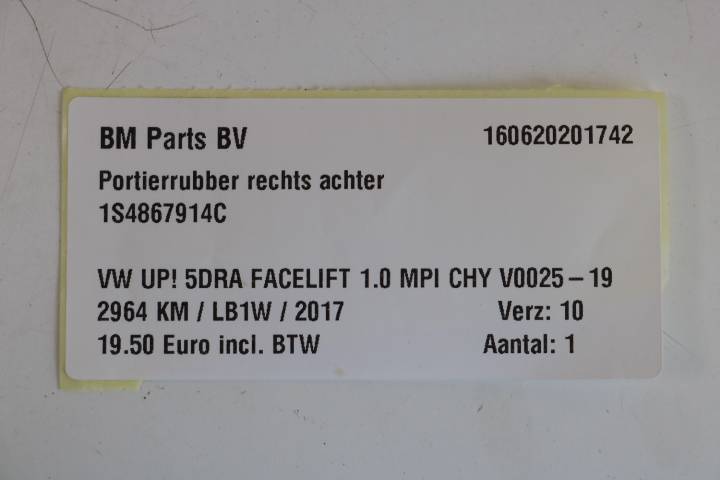 BM Parts BV 160620201742
Portierrubber rechts achter
1S4867914C
VW UP! 5DRA FACELIFT 1.0 MPI CHY V0025-19
2964 KM / LB1W / 2017 Verz: 10
19.50 Euro incl. BTW Aantal: 1